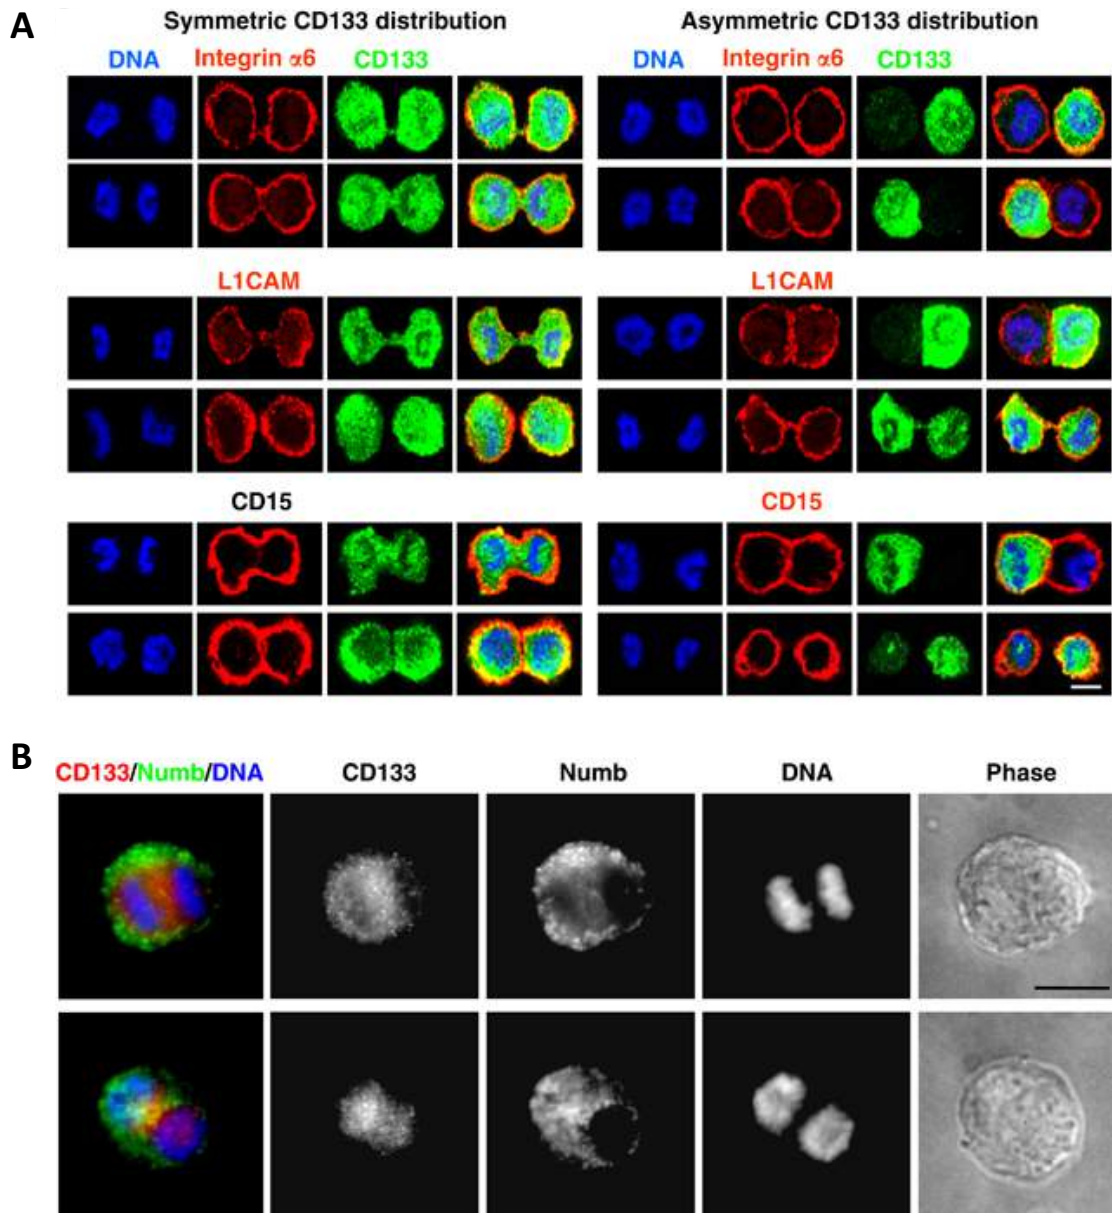 A
Symmetric CD133 distribution Asymmetric CD133 distribution
DNA Integrin α6 CD133 DNA Integrin α6 CD133
L1CAM L1CAM
CD15 CD15
B
CD133/Numb/DNA CD133 Numb DNA Phase